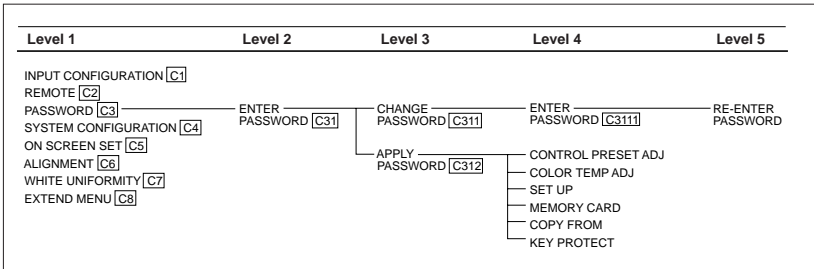 Level 1 Level 2 Level 3 Level 4 Level 5
INPUT CONFIGURATION C1
REMOTE C2
PASSWORD C3 ENTER CHANGE ENTER RE-ENTER
PASSWORD C31 PASSWORD C311 PASSWORD C3111 PASSWORD
SYSTEM CONFIGURATION C4
ON SCREEN SET C5
ALIGNMENT C6
WHITE UNIFORMITY C7
EXTEND MENU C8
APPLY
PASSWORD C312
CONTROL PRESET ADJ
COLOR TEMP ADJ
SET UP
MEMORY CARD
COPY FROM
KEY PROTECT